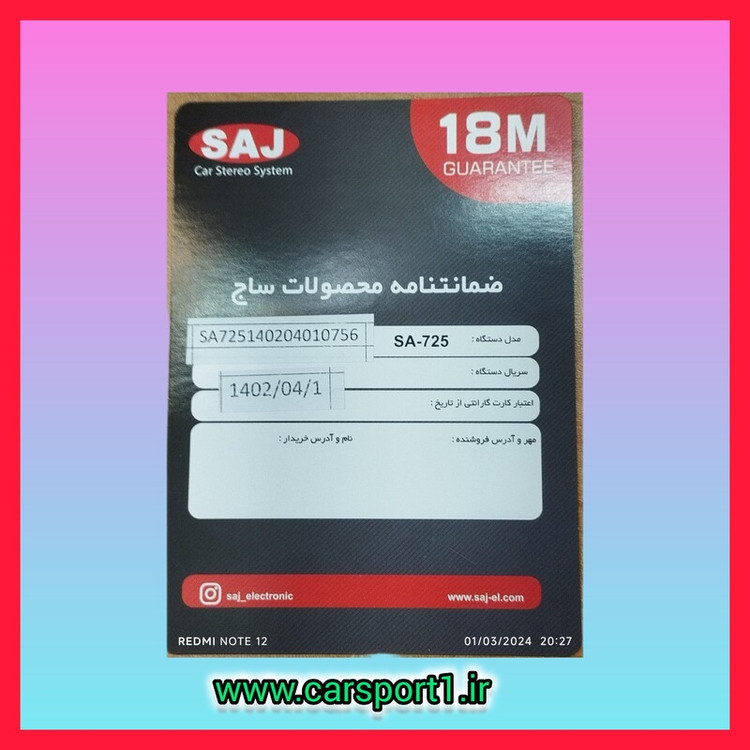 SAJ
Car Stereo System
18M
GUARANTEE
ضمانتنامه محصولات ساج
مدل دستگاه : SA-725
SA725140204010756
سریال دستگاه :
1402/04/1
اعتبار کارت گارانتی از تاریخ :
مهر و آدرس فروشنده : نام و آدرس خریدار :
saj_electronic www.saj-el.com
REDMI NOTE 12 01/03/2024 20:27
www.carsport1.ir